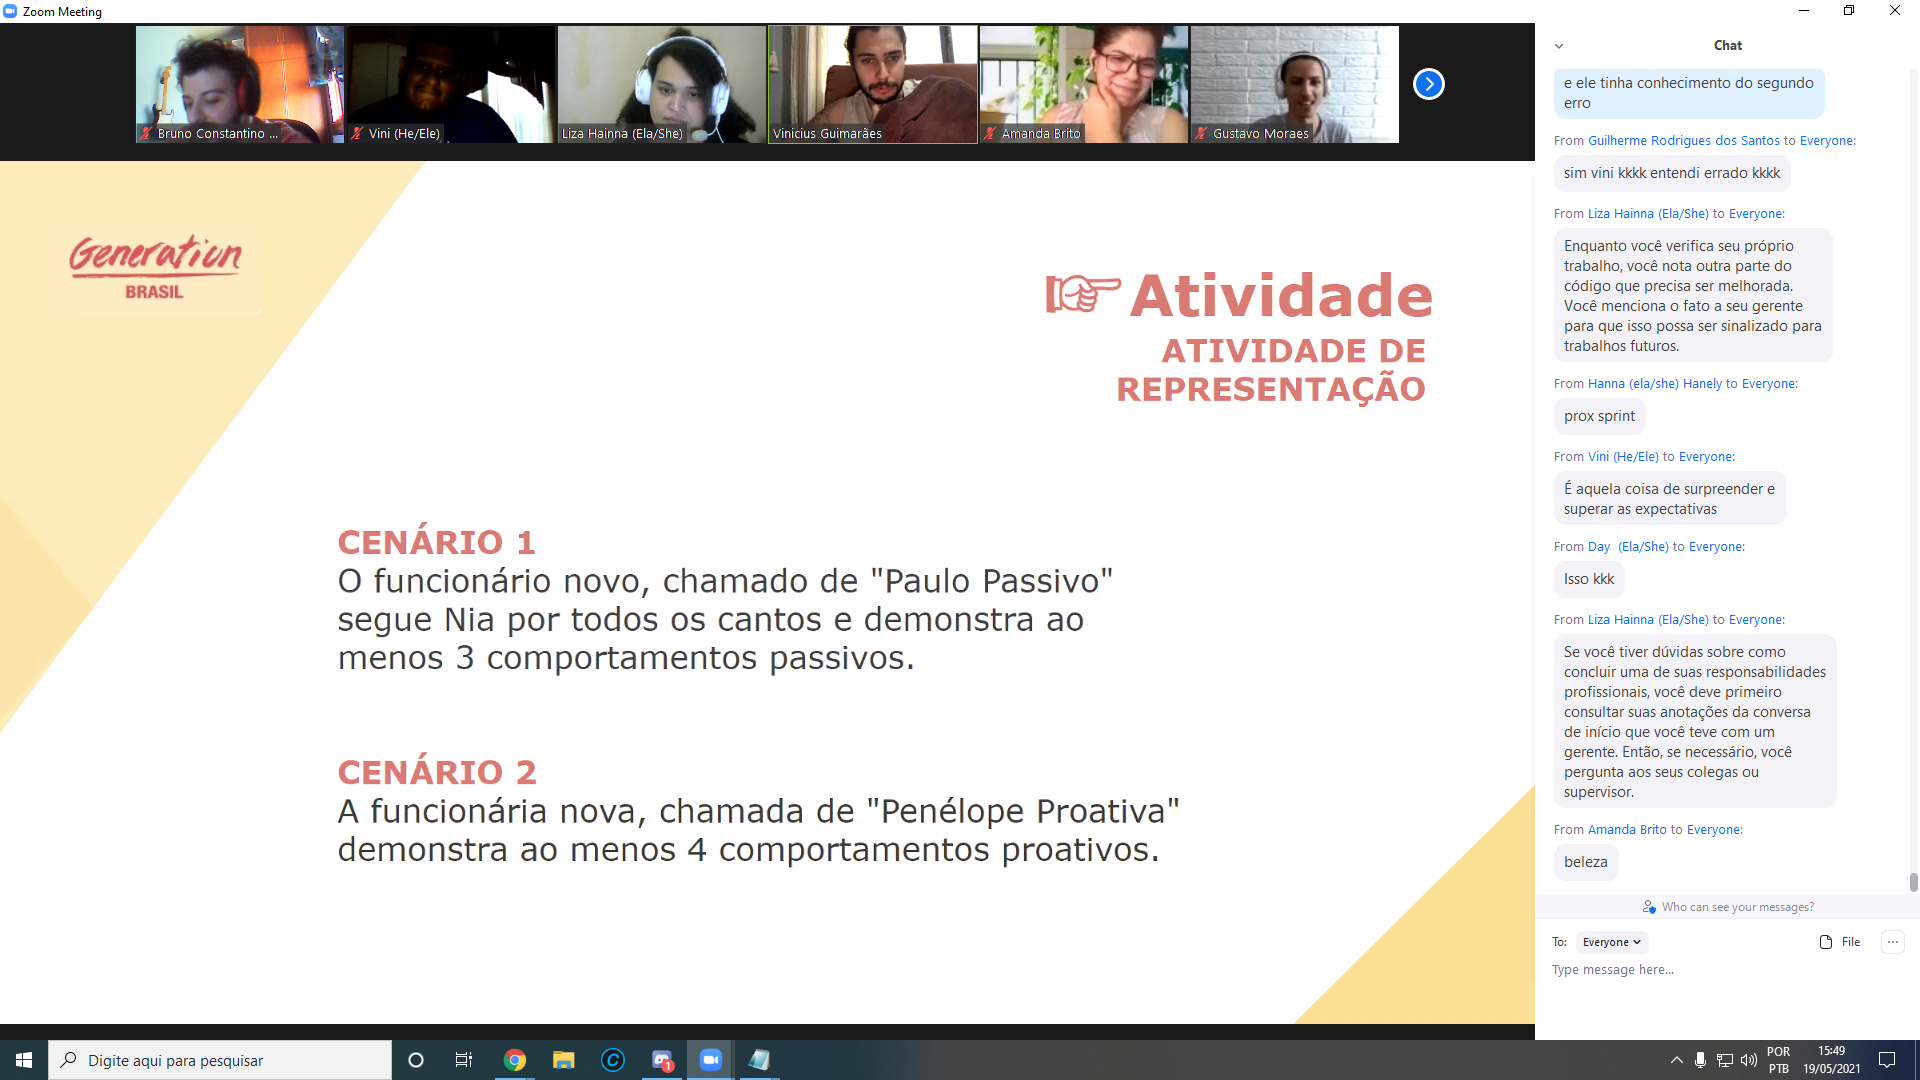 Zoom Meeting
Bruno Constantino ...
Vini (He/Ele)
Liza Hainna (Ela/She)
Vinicius Guimarães
Amanda Brito
Gustavo Moraes
Generation
BRASIL
Atividade
ATIVIDADE DE
REPRESENTAÇÃO
CENÁRIO 1
O funcionário novo, chamado de "Paulo Passivo"
segue Nia por todos os cantos e demonstra ao
menos 3 comportamentos passivos.
CENÁRIO 2
A funcionária nova, chamada de "Penélope Proativa"
demonstra ao menos 4 comportamentos proativos.
Chat
e ele tinha conhecimento do segundo
erro
From Guilherme Rodrigues dos Santos to Everyone:
sim vini kkkk entendi errado kkkk
From Liza Hainna (Ela/She) to Everyone:
Enquanto você verifica seu próprio
trabalho, você nota outra parte do
código que precisa ser melhorada.
Você menciona o fato a seu gerente
para que isso possa ser sinalizado para
trabalhos futuros.
From Hanna (ela/she) Hanely to Everyone:
prox sprint
From Vini (He/Ele) to Everyone:
É aquela coisa de surpreender e
superar as expectativas
From Day (Ela/She) to Everyone:
Isso kkk
From Liza Hainna (Ela/She) to Everyone:
Se você tiver dúvidas sobre como
concluir uma de suas responsabilidades
profissionais, você deve primeiro
consultar suas anotações da conversa
de início que você teve com um
gerente. Então, se necessário, você
pergunta aos seus colegas ou
supervisor.
From Amanda Brito to Everyone:
beleza
Who can see your messages?
To: Everyone
File
Type message here...
Digite aqui para pesquisar
1
POR
PTB
15:49
19/05/2021